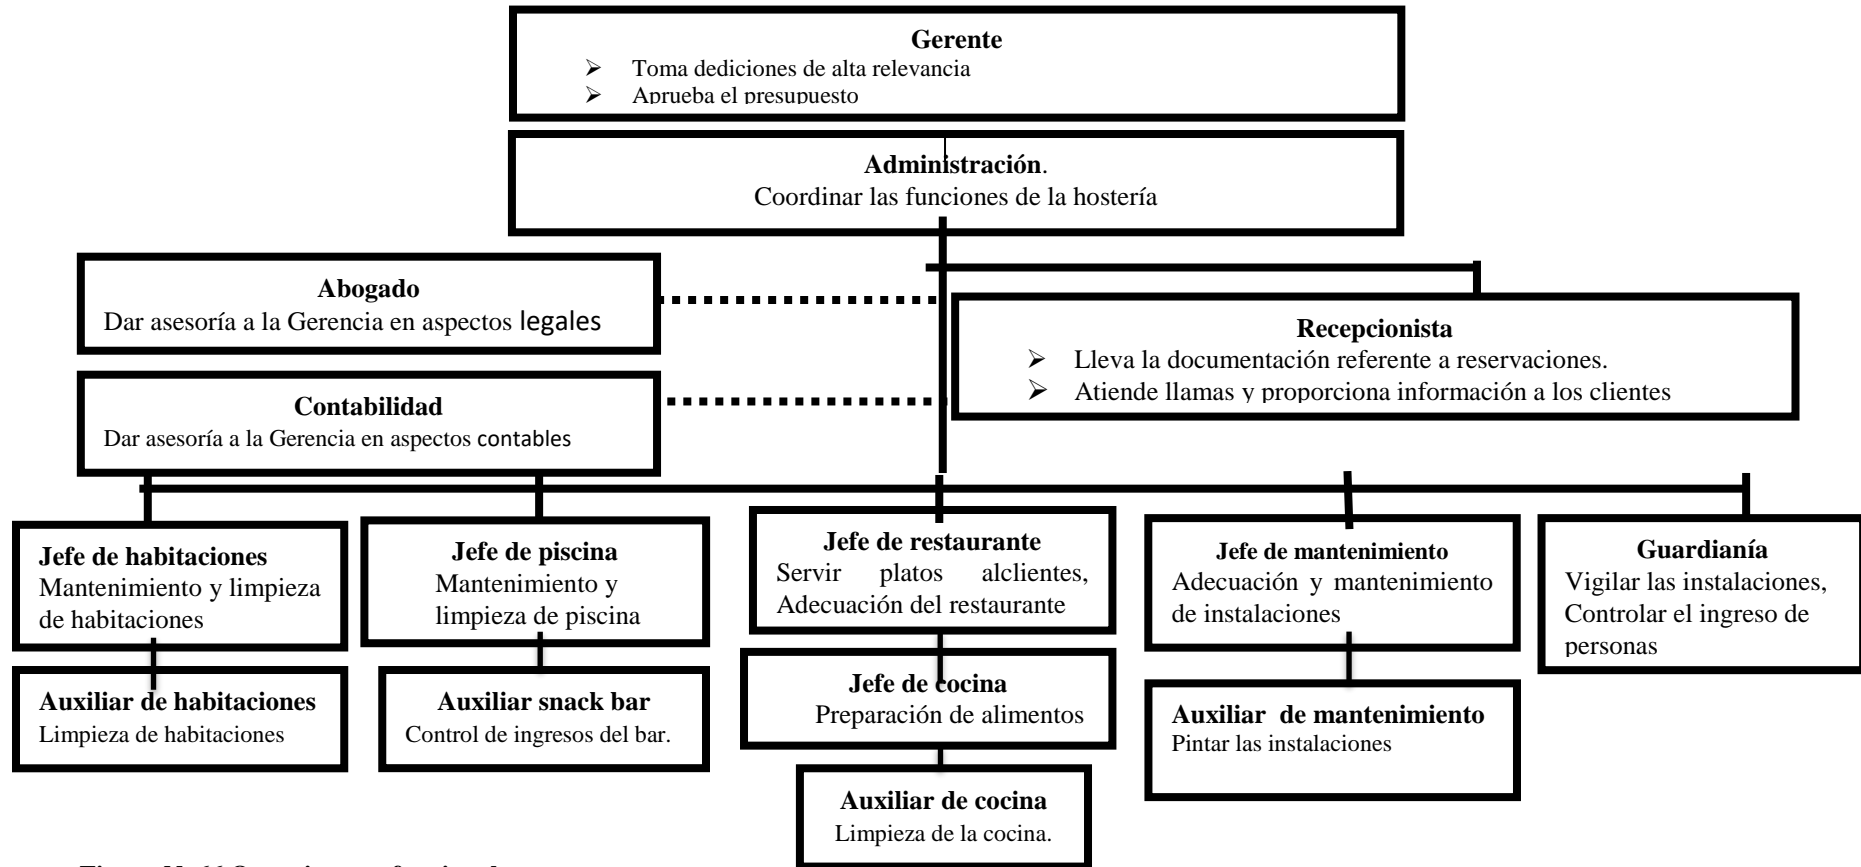 Gerente
➢ Toma dediciones de alta relevancia
➢ Aprueba el presupuesto
Administración.
Coordinar las funciones de la hostería
Abogado
Dar asesoría a la Gerencia en aspectos legales
Recepcionista
➢ Lleva la documentación referente a reservaciones.
➢ Atiende llamas y proporciona información a los clientes
Contabilidad
Dar asesoría a la Gerencia en aspectos contables
Jefe de habitaciones
Mantenimiento y limpieza
de habitaciones
Jefe de piscina
Mantenimiento y
limpieza de piscina
Jefe de restaurante
Servir platos alclientes,
Adecuación del restaurante
Jefe de mantenimiento
Adecuación y mantenimiento
de instalaciones
Guardianía
Vigilar las instalaciones,
Controlar el ingreso de
personas
Auxiliar de habitaciones
Limpieza de habitaciones
Auxiliar snack bar
Control de ingresos del bar.
Jefe de cocina
Preparación de alimentos
Auxiliar de mantenimiento
Pintar las instalaciones
Auxiliar de cocina
Limpieza de la cocina.